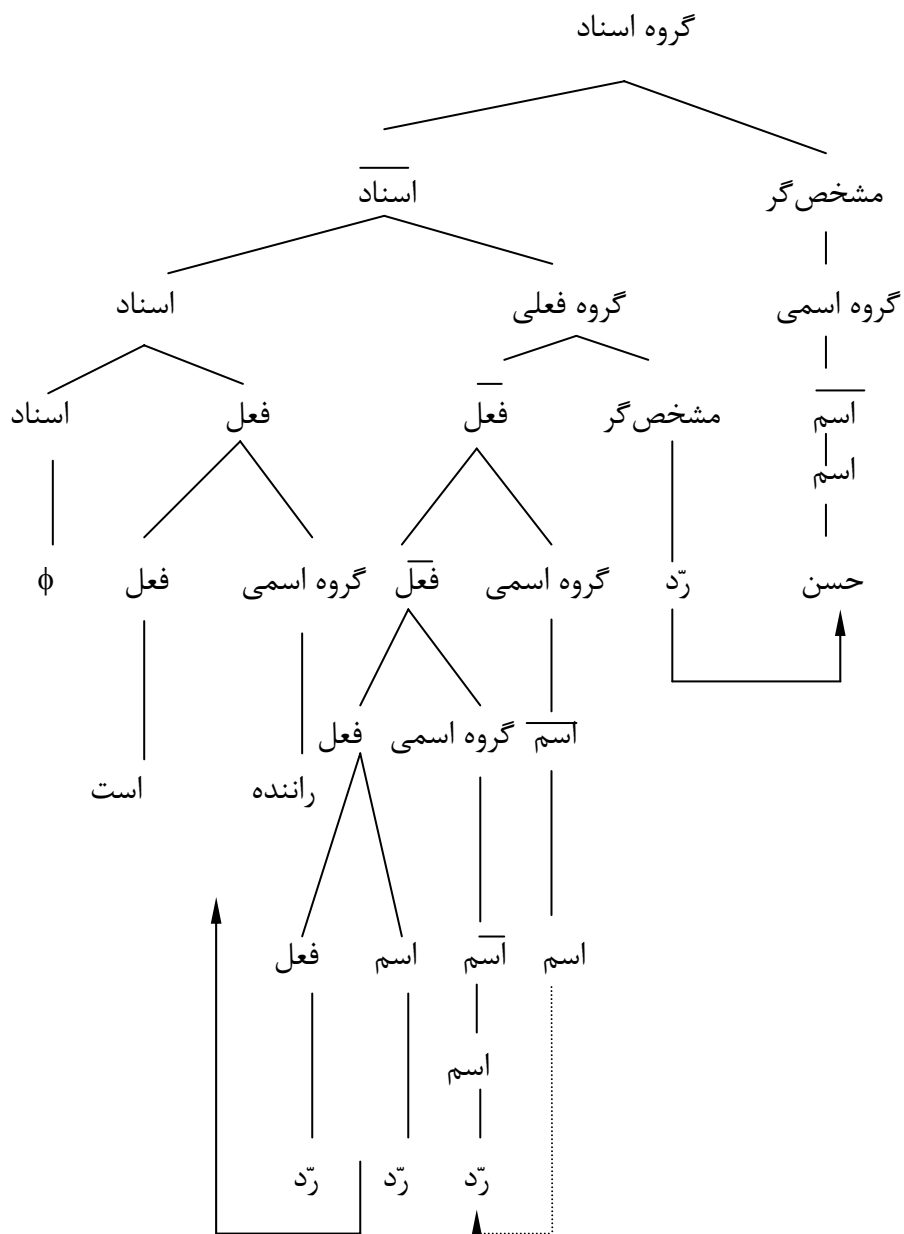 گروه اسناد
مشخص‌گر اسناد
گروه اسمی گروه فعلی اسناد
اسم مشخص‌گر فعل فعل اسناد
اسم
حسن ردّ گروه اسمی فعل گروه اسمی فعل ϕ
اسم گروه اسمی فعل
راننده است
اسم اسم اسم فعل
اسم
ردّ ردّ ردّ